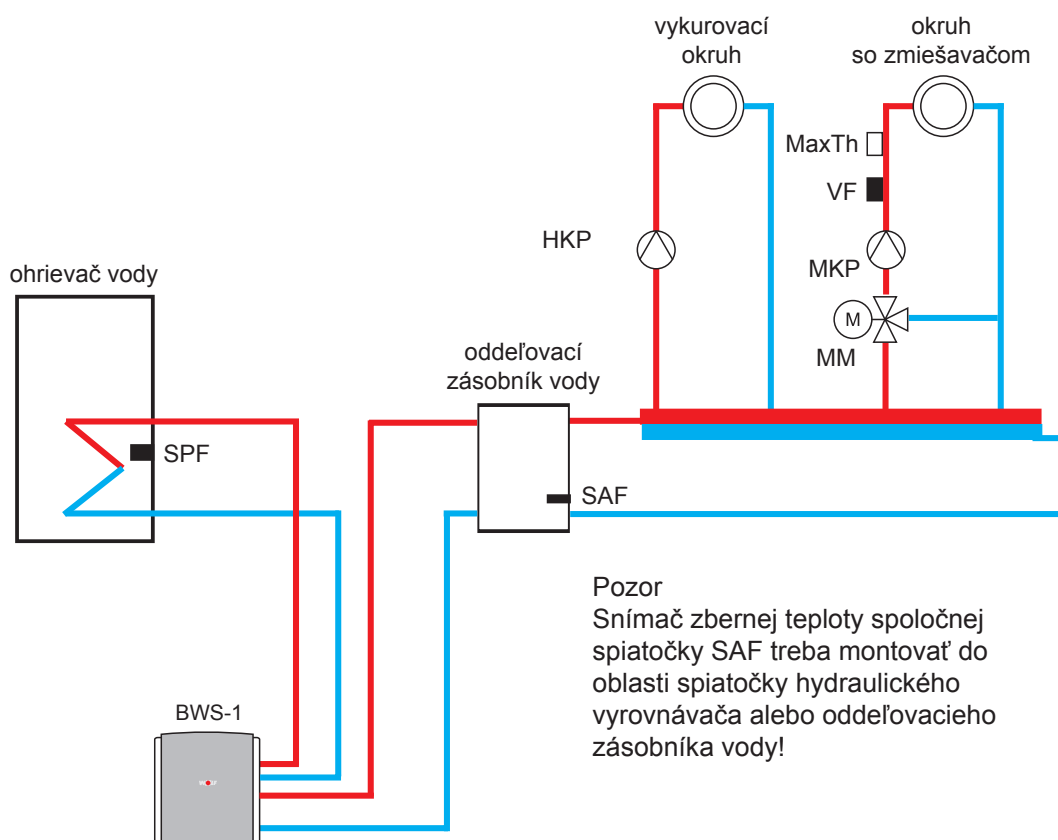 vykurovací
okruh
okruh
so zmiešavačom
MaxTh
VF
HKP
MKP
ohrievač vody
M
MM
oddeľovací
zásobník vody
SPF
SAF
Pozor
Snímač zbernej teploty spoločnej
spiatočky SAF treba montovať do
oblasti spiatočky hydraulického
vyrovnávača alebo oddeľovacieho
zásobníka vody!
BWS-1